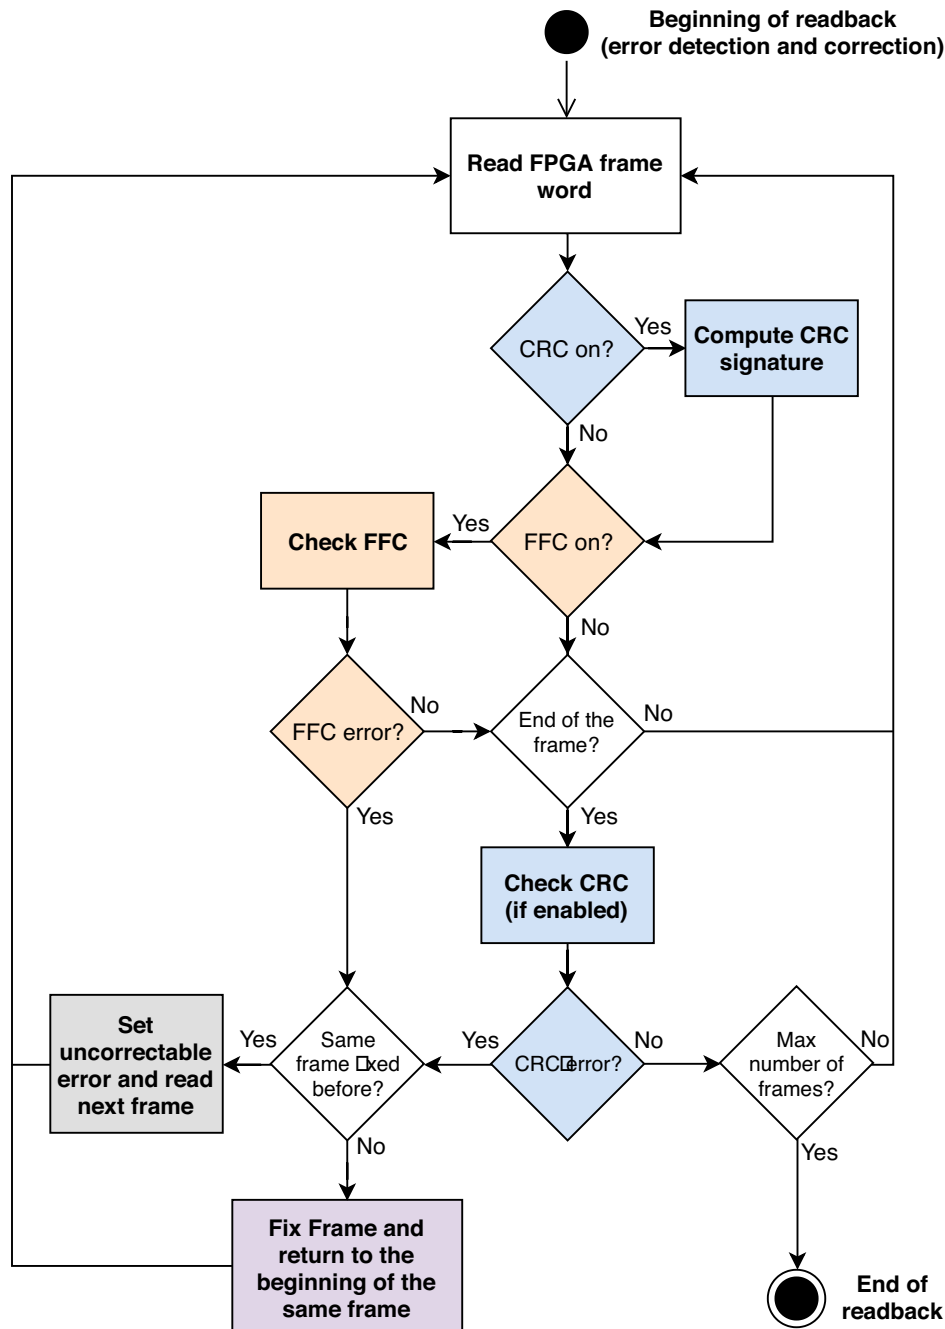 Beginning of readback
(error detection and correction)
Read FPGA frame
word
CRC on?
Yes
Compute CRC
signature
No
Check FFC
Yes
FFC on?
No
FFC error?
No
End of the
frame?
No
Yes
Yes
Check CRC
(if enabled)
Set
uncorrectable
error and read
next frame
Yes
Same
frame □xed
before?
Yes
CRC□error?
No
Max
number of
frames?
No
No
Yes
Fix Frame and
return to the
beginning of the
same frame
End of
readback